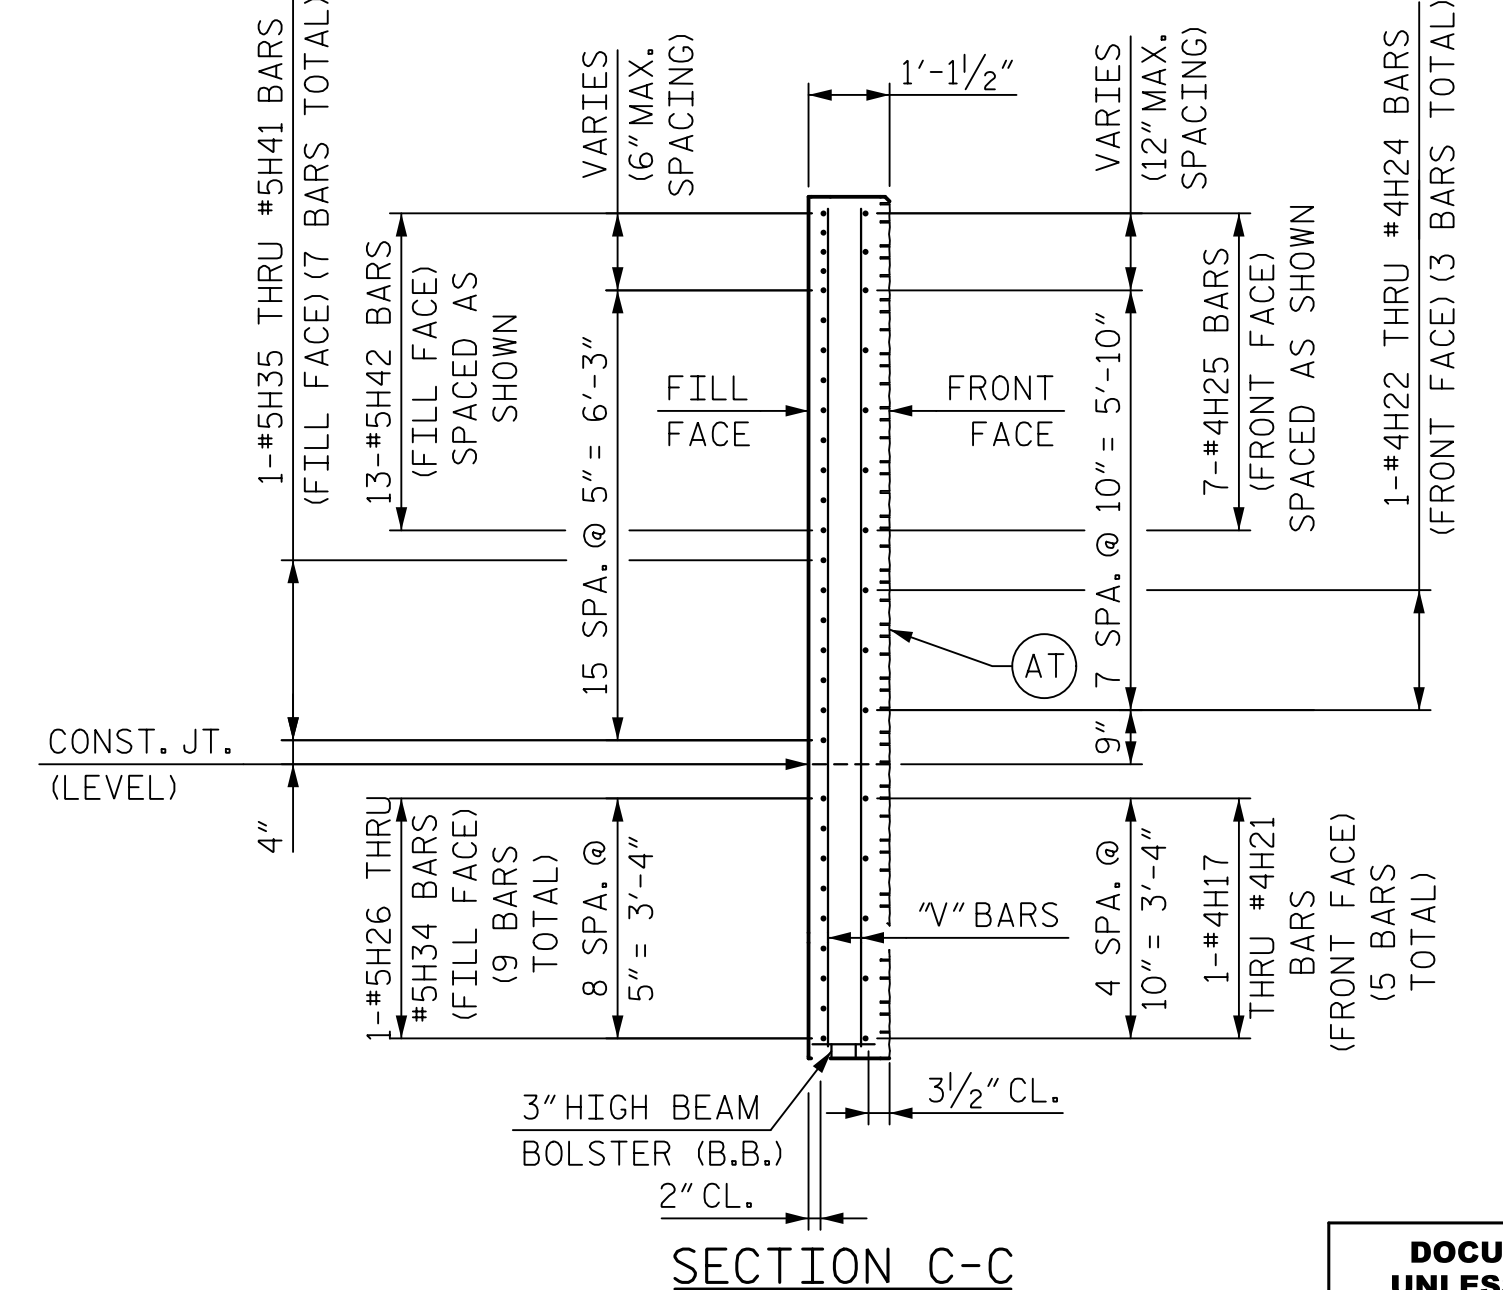 1-#5H35 THRU #5H41 BARS
(FILL FACE)(7 BARS TOTAL)
13-#5H42 BARS
(FILL FACE)
SPACED AS
SHOWN
VARIES
(6" MAX.
SPACING)
15 SPA. @ 5" = 6'-3"
1'-1 1/2"
VARIES
(12" MAX.
SPACING)
7 SPA. @ 10" = 5'-10"
7-#4H25 BARS
(FRONT FACE)
SPACED AS SHOWN
1-#4H22 THRU #4H24 BARS
(FRONT FACE)(3 BARS TOTAL)
FILL
FACE
FRONT
FACE
AT
9"
CONST. JT.
(LEVEL)
4"
1-#5H26 THRU
#5H34 BARS
(FILL FACE)
(9 BARS
TOTAL)
8 SPA. @
5" = 3'-4"
"V" BARS
4 SPA. @
10" = 3'-4"
1-#4H17
THRU #4H21
BARS
(FRONT FACE)
(5 BARS
TOTAL)
3" HIGH BEAM
BOLSTER (B.B.)
3 1/2" CL.
2" CL.
SECTION C-C